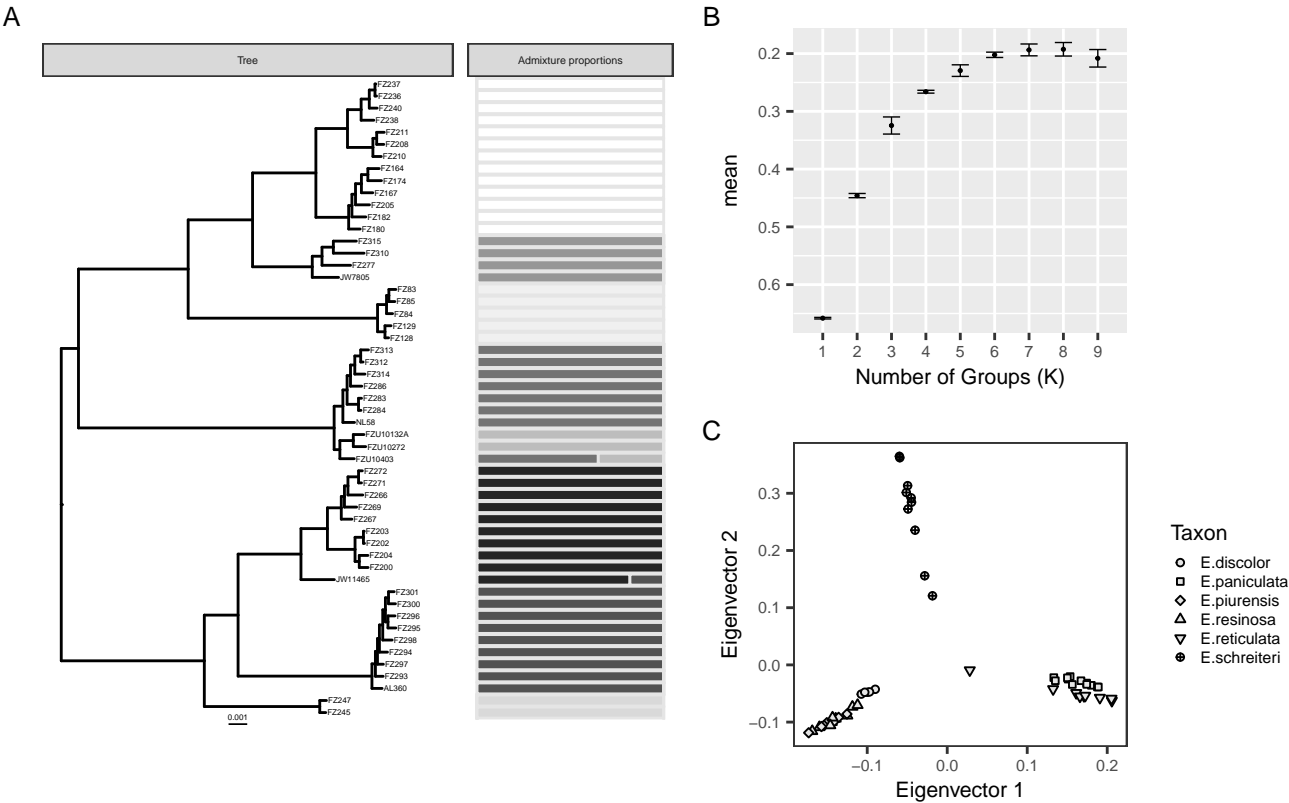 A
Tree
Admixture proportions
FZ237
FZ236
FZ240
FZ238
FZ211
FZ208
FZ210
FZ164
FZ174
FZ167
FZ205
FZ182
FZ180
FZ315
FZ310
FZ277
JW7805
FZ83
FZ85
FZ84
FZ129
FZ128
FZ313
FZ312
FZ314
FZ286
FZ283
FZ284
NL58
FZU10132A
FZU10272
FZU10403
FZ272
FZ271
FZ266
FZ269
FZ267
FZ203
FZ202
FZ204
FZ200
JW11465
FZ301
FZ300
FZ296
FZ295
FZ298
FZ294
FZ297
FZ293
AL360
FZ247
FZ245
0.001
B
mean
0.2
0.3
0.4
0.5
0.6
1 2 3 4 5 6 7 8 9
Number of Groups (K)
C
Eigenvector 2
0.3
0.2
0.1
0.0
−0.1
−0.1 0.0 0.1 0.2
Eigenvector 1
Taxon
E.discolor
E.paniculata
E.piurensis
E.resinosa
E.reticulata
E.schreiteri